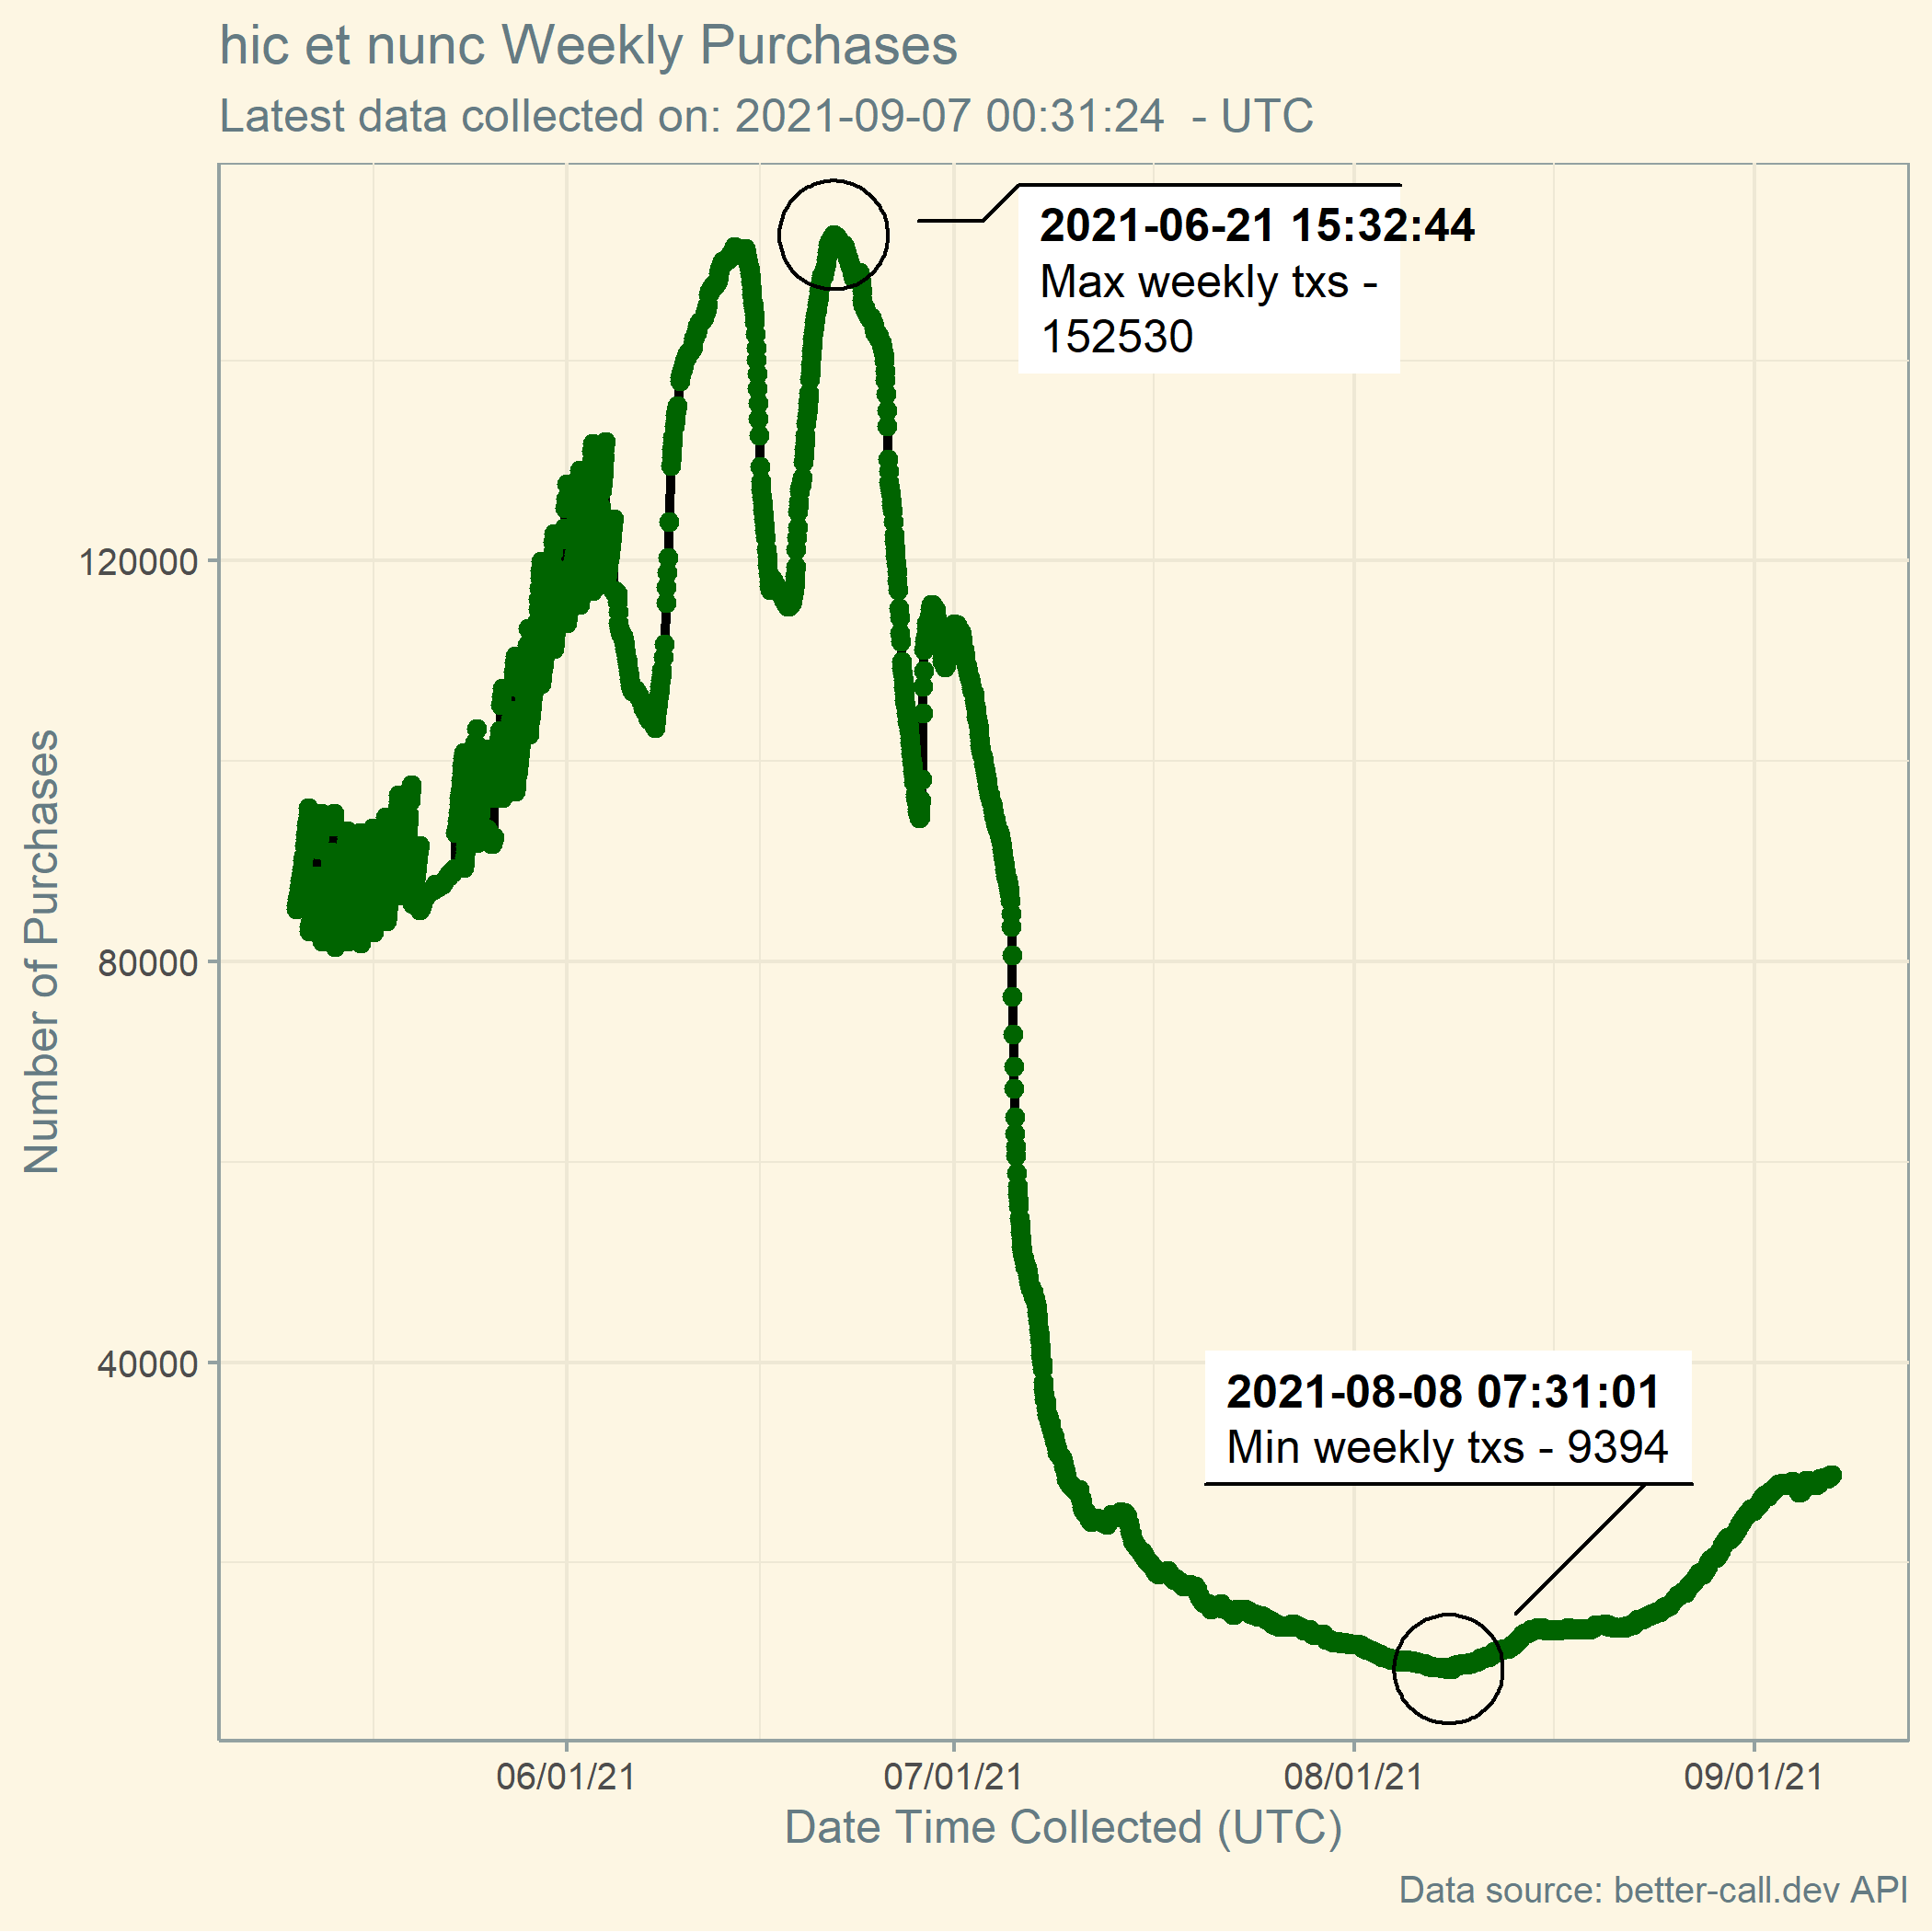 hic et nunc Weekly Purchases
Latest data collected on: 2021-09-07 00:31:24  - UTC
2021-06-21 15:32:44
Max weekly txs -
152530
120000
80000
40000
Number of Purchases
2021-08-08 07:31:01
Min weekly txs - 9394
06/01/21 07/01/21 08/01/21 09/01/21
Date Time Collected (UTC)
Data source: better-call.dev API